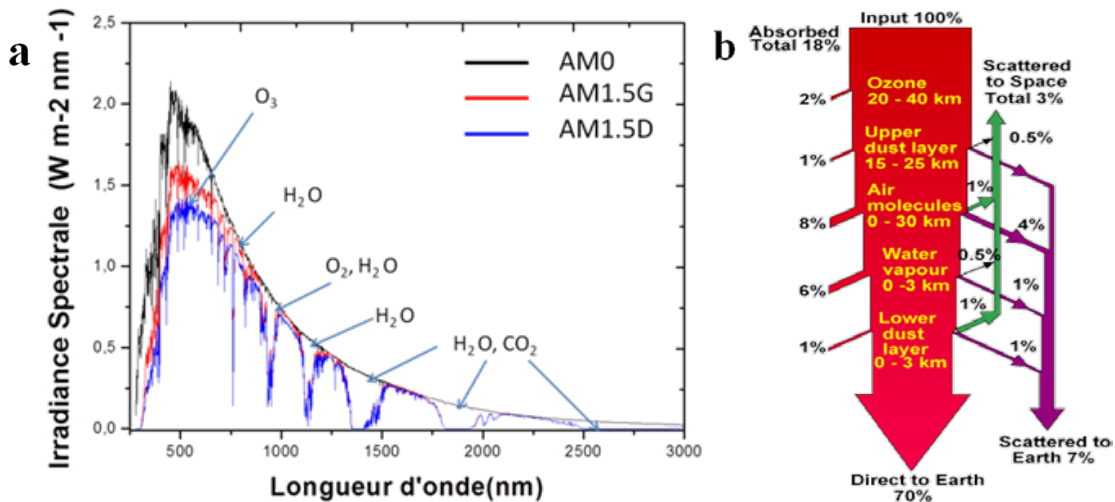 a
Irradiance Spectrale (W m-2 nm -1)
2,5
2,0
1,5
1,0
0,5
0,0
500
1000
1500
2000
2500
3000
Longueur d'onde(nm)
AM0
AM1.5G
AM1.5D
O3
H2O
O2, H2O
H2O
H2O, CO2
b
Input 100%
Absorbed
Total 18%
Scattered
to Space
Total 3%
Ozone
20 - 40 km
2%
Upper
dust layer
15 - 25 km
1%
0.5%
Air
molecules
0 -30 km
8%
1%
4%
Water
vapour
0 -3 km
6%
0.5%
1%
Lower
dust
layer
0 - 3 km
1%
1%
1%
Direct to Earth
70%
Scattered to
Earth 7%